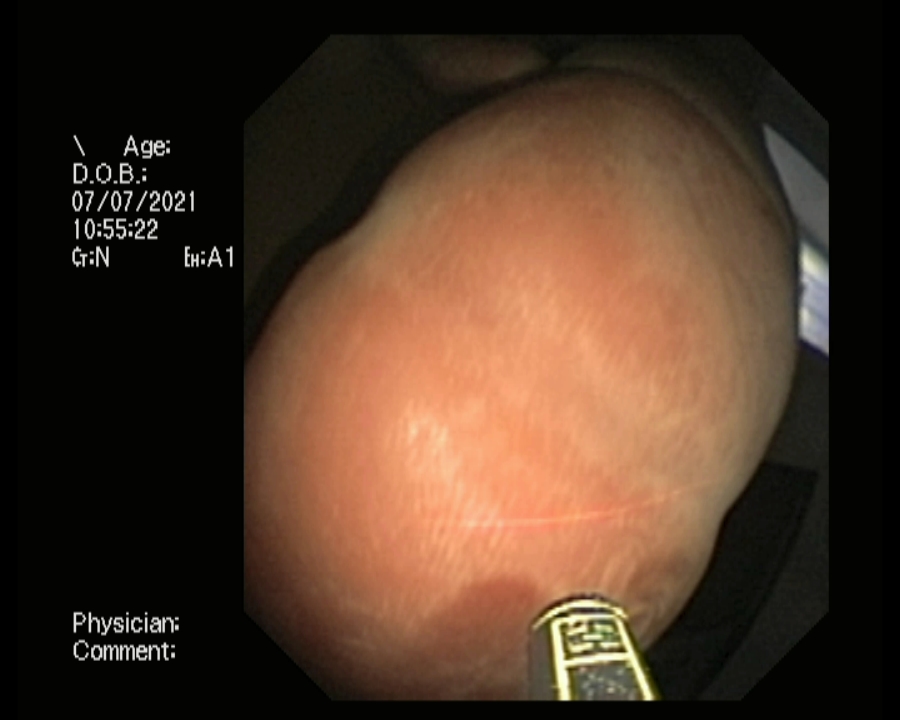 \ Age:
D.O.B.:
07/07/2021
10:55:22
Cr:N Eh:A1
Physician:
Comment: